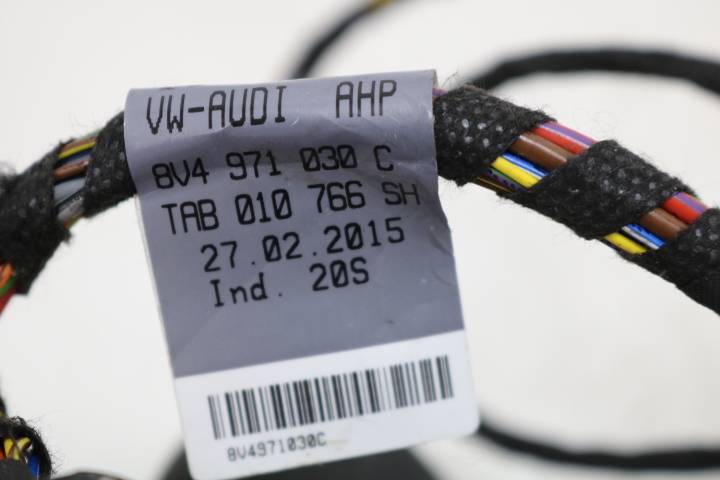 VW-AUDI AHP
8V4 971 030 C
TAB 010 766 SH
27.02.2015
Ind. 20S
8V4971030C